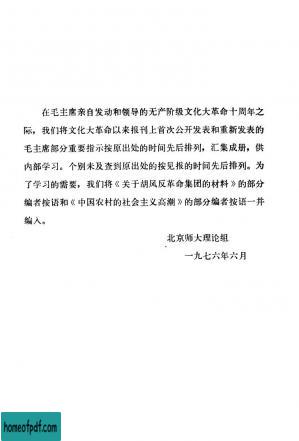 在毛主席亲自发动和领导的无产阶级文化大革命十周年之
际，我们将文化大革命以来报刊上首次公开发表和重新发表的
毛主席部分重要指示按原出处的时间先后排列，汇集成册，供
内部学习。个别未及查到原出处的按见报的时间先后排列。为
了学习的需要，我们将《关于胡风反革命集团的材料》的部分
编者按语和《中国农村的社会主义高潮》的部分编者按语一并
编入。
北京师大理论组
一九七六年六月
homeofpdf.com
homeofpdf.com